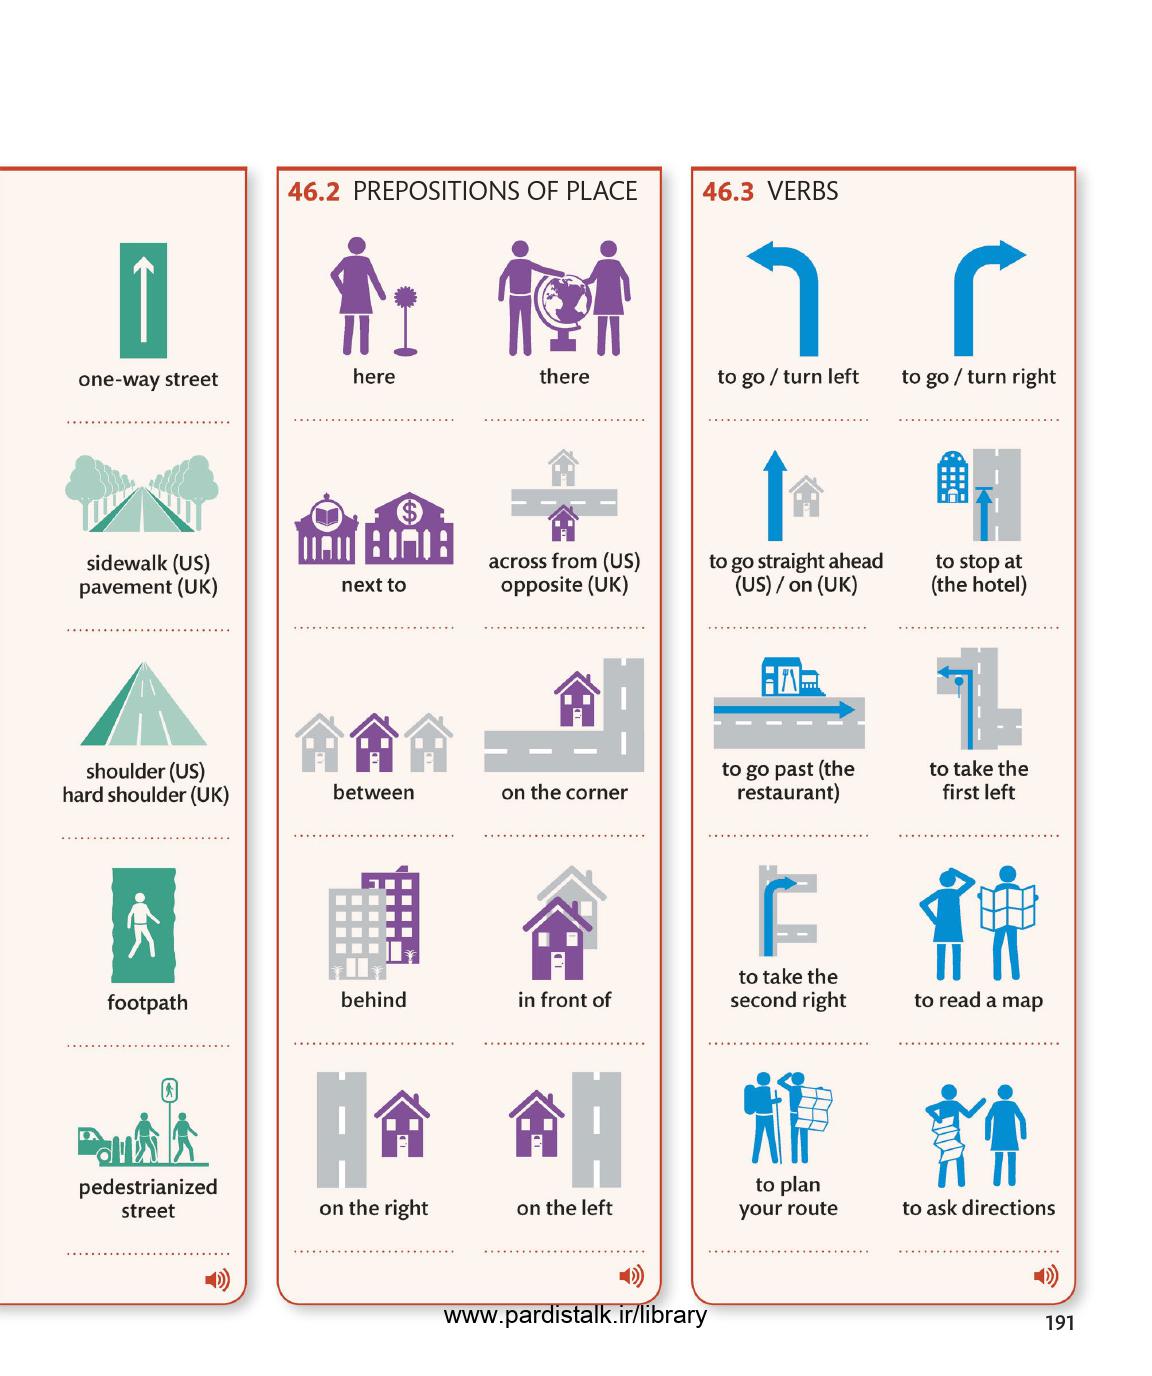 one-way street
sidewalk (US)
pavement (UK)
shoulder (US)
hard shoulder (UK)
footpath
pedestrianized
street
46.2 PREPOSITIONS OF PLACE
here
there
next to
across from (US)
opposite (UK)
between
on the corner
behind
in front of
on the right
on the left
46.3 VERBS
to go / turn left
to go / turn right
to go straight ahead
(US) / on (UK)
to stop at
(the hotel)
to go past (the
restaurant)
to take the
first left
to take the
second right
to read a map
to plan
your route
to ask directions
$
www.pardistalk.ir/library
191